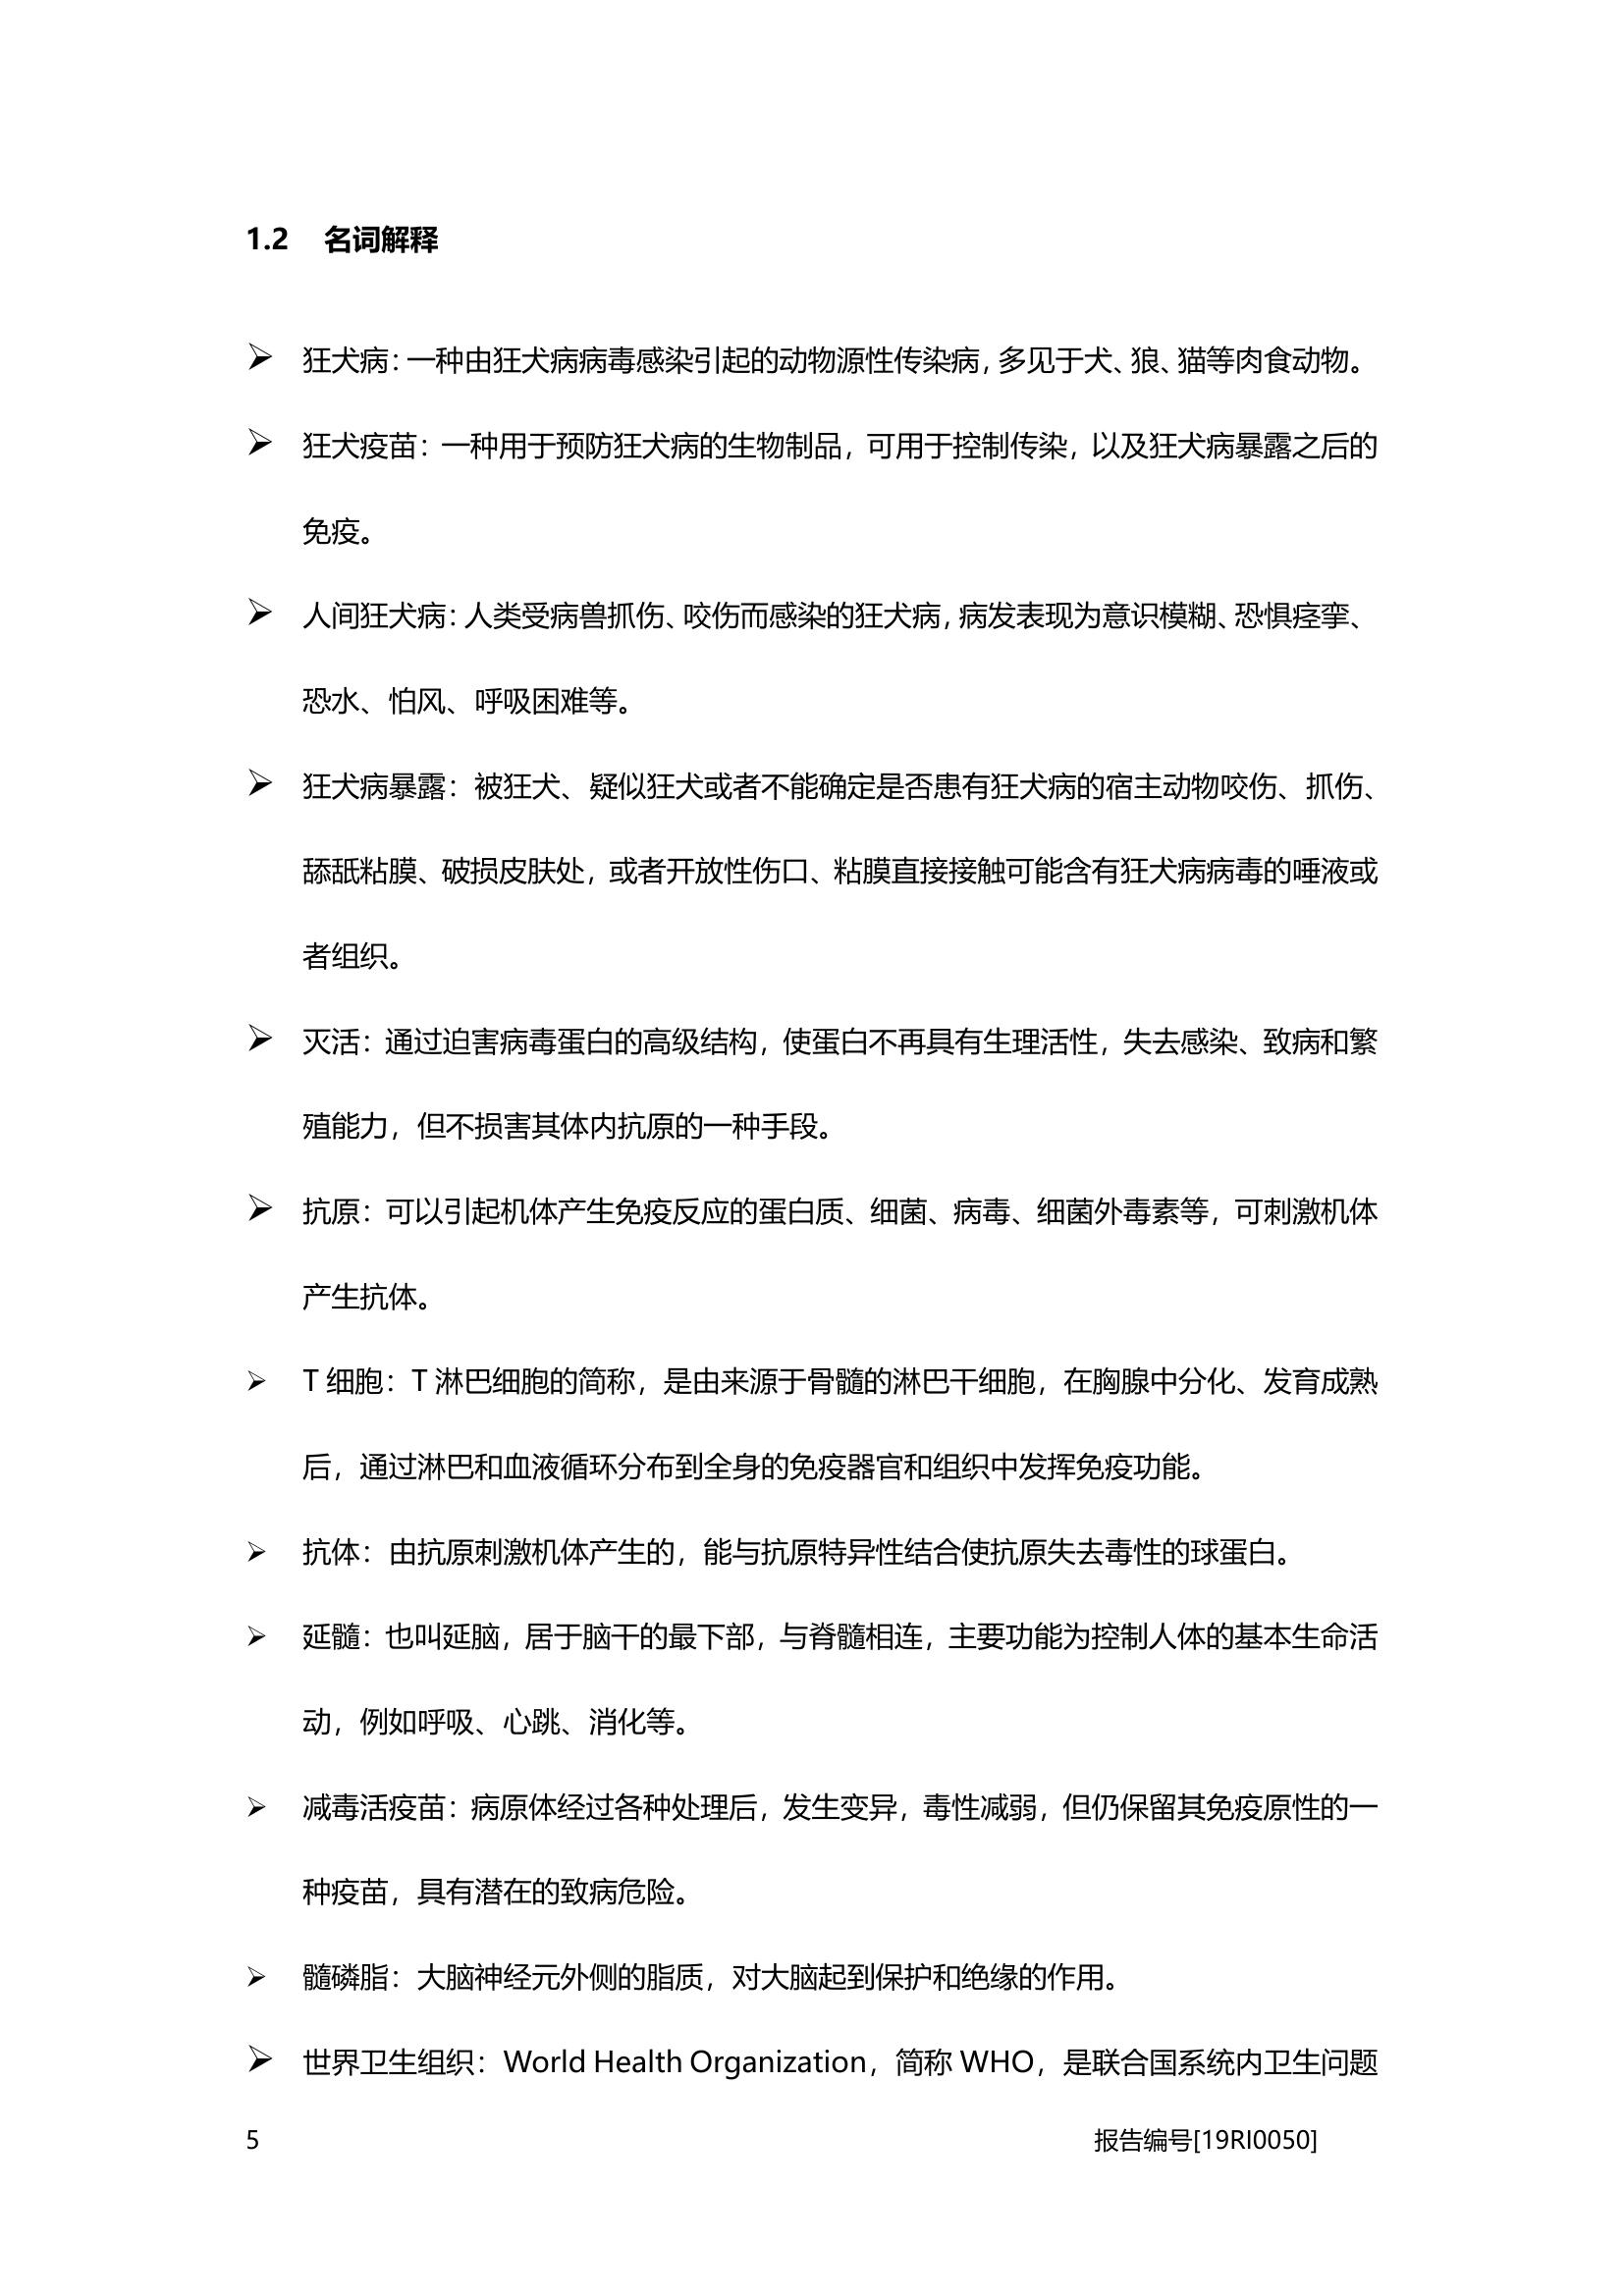 1.2 名词解释
➢ 狂犬病：一种由狂犬病病毒感染引起的动物源性传染病，多见于犬、狼、猫等肉食动物。
➢ 狂犬疫苗：一种用于预防狂犬病的生物制品，可用于控制传染，以及狂犬病暴露之后的
免疫。
➢ 人间狂犬病：人类受病兽抓伤、咬伤而感染的狂犬病，病发表现为意识模糊、恐惧痉挛、
恐水、怕风、呼吸困难等。
➢ 狂犬病暴露：被狂犬、疑似狂犬或者不能确定是否患有狂犬病的宿主动物咬伤、抓伤、
舔舐粘膜、破损皮肤处，或者开放性伤口、粘膜直接接触可能含有狂犬病病毒的唾液或
者组织。
➢ 灭活：通过迫害病毒蛋白的高级结构，使蛋白不再具有生理活性，失去感染、致病和繁
殖能力，但不损害其体内抗原的一种手段。
➢ 抗原：可以引起机体产生免疫反应的蛋白质、细菌、病毒、细菌外毒素等，可刺激机体
产生抗体。
➢ T 细胞：T 淋巴细胞的简称，是由来源于骨髓的淋巴干细胞，在胸腺中分化、发育成熟
后，通过淋巴和血液循环分布到全身的免疫器官和组织中发挥免疫功能。
➢ 抗体：由抗原刺激机体产生的，能与抗原特异性结合使抗原失去毒性的球蛋白。
➢ 延髓：也叫延脑，居于脑干的最下部，与脊髓相连，主要功能为控制人体的基本生命活
动，例如呼吸、心跳、消化等。
➢ 减毒活疫苗：病原体经过各种处理后，发生变异，毒性减弱，但仍保留其免疫原性的一
种疫苗，具有潜在的致病危险。
➢ 髓磷脂：大脑神经元外侧的脂质，对大脑起到保护和绝缘的作用。
➢ 世界卫生组织：World Health Organization，简称 WHO，是联合国系统内卫生问题
5 报告编号[19RI0050]